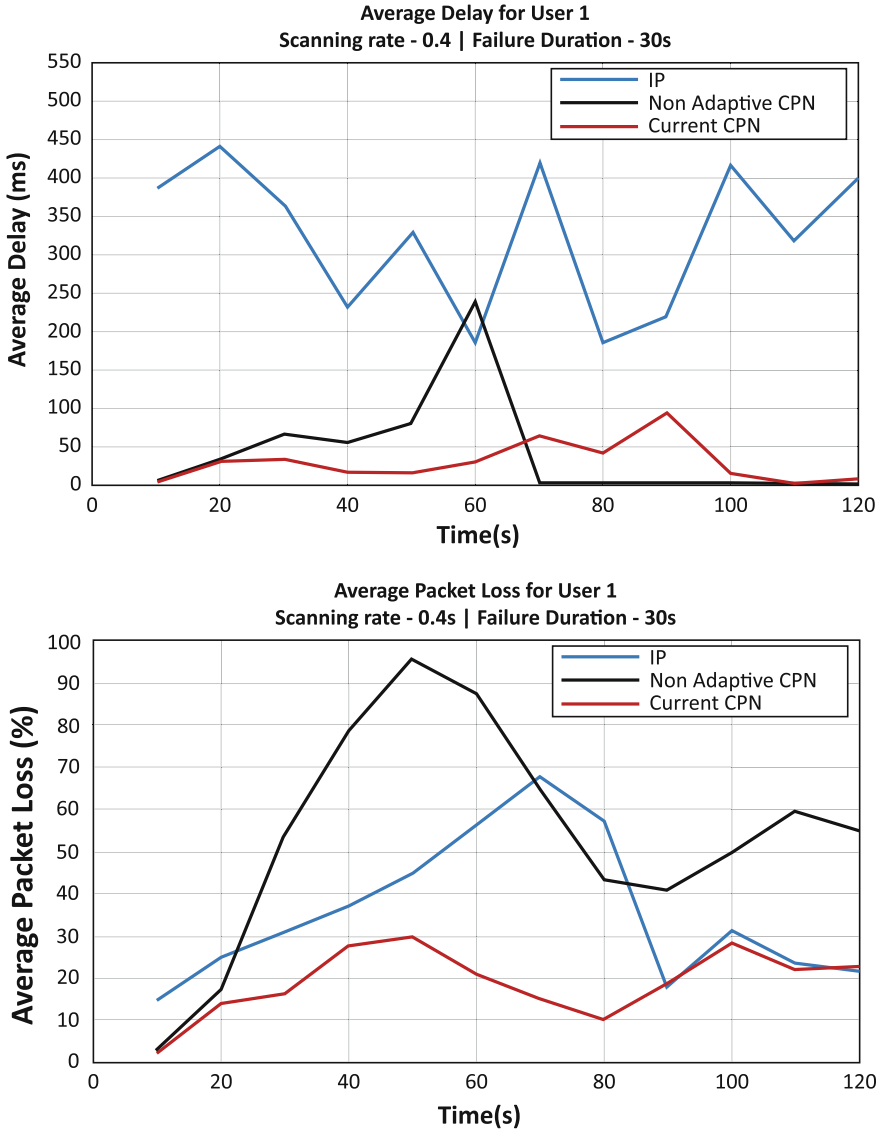 Average Delay for User 1
Scanning rate - 0.4 | Failure Duration - 30s
550
500
450
400
350
300
250
200
150
100
50
0
Average Delay (ms)
IP
Non Adaptive CPN
Current CPN
0 20 40 60 80 100 120
Time(s)
Average Packet Loss for User 1
Scanning rate - 0.4s | Failure Duration - 30s
100
90
80
70
60
50
40
30
20
10
0
Average Packet Loss (%)
IP
Non Adaptive CPN
Current CPN
0 20 40 60 80 100 120
Time(s)